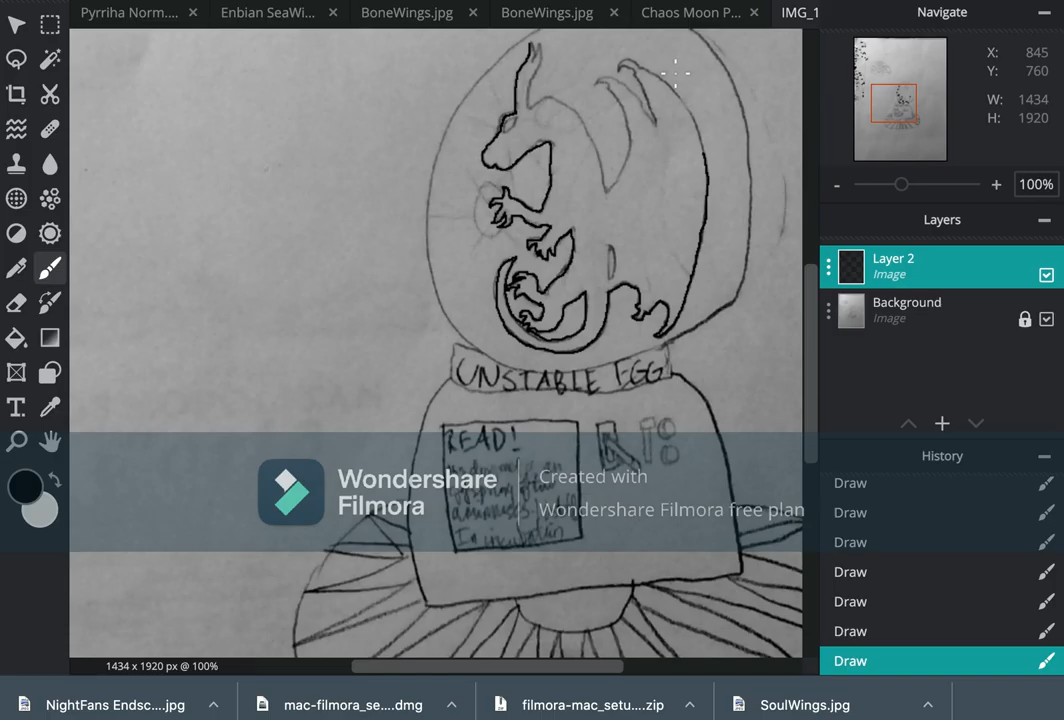 Pyrriha Norm....
Enbian SeaWi...
BoneWings.jpg
BoneWings.jpg
Chaos Moon P...
IMG_1
Navigate
X: 845
Y: 760
W: 1434
H: 1920
- + 100%
Layers
Layer 2
Image
Background
Image
UNSTABLE EGG
READ!
In incubation
History
Draw
Draw
Draw
Draw
Draw
Draw
Draw
Wondershare
Filmora
Created with
Wondershare Filmora free plan
T
1434 x 1920 px @ 100%
NightFans Endsc....jpg
mac-filmora_se....dmg
filmora-mac_setu....zip
SoulWings.jpg